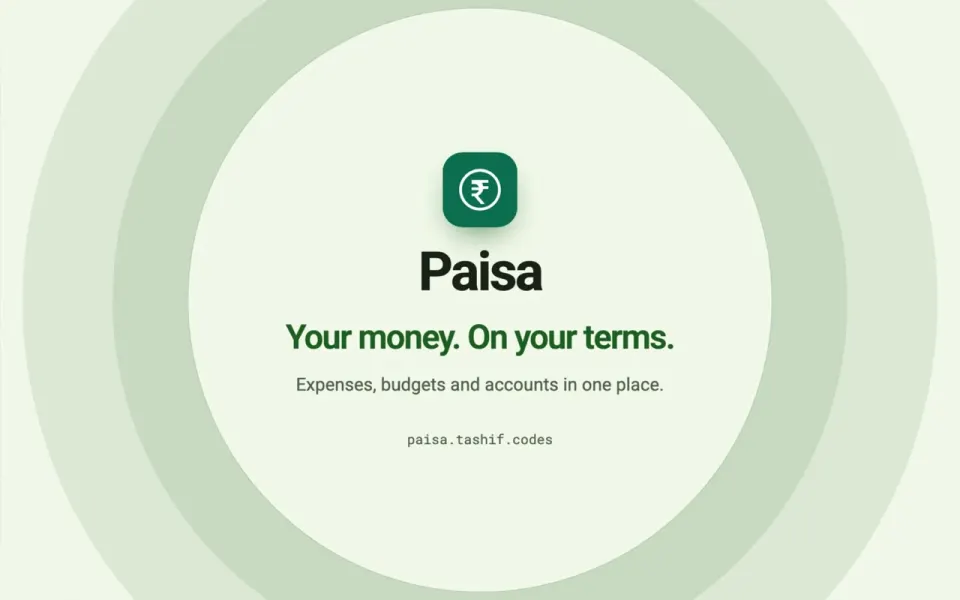 ₹
Paisa
Your money. On your terms.
Expenses, budgets and accounts in one place.
paisa.tashif.codes